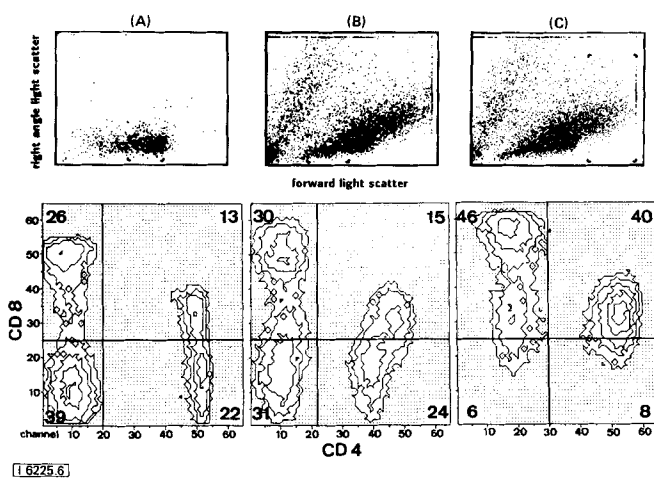 (A) (B) (C)
right angle light scatter
forward light scatter
26 13 30 15 46 40
60
50
40
30
20
10
CD 8
39 22 31 24 6 8
channel 10 20 30 40 50 60 10 20 30 40 50 60 10 20 30 40 50 60
CD 4
I 6225.6